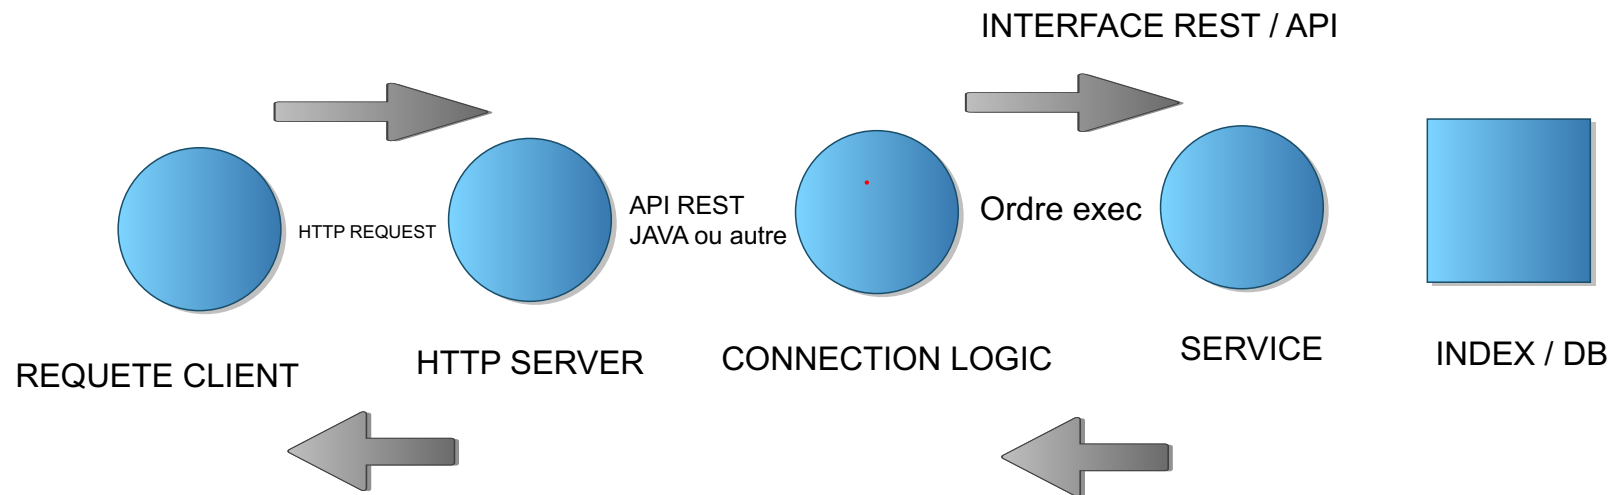 INTERFACE REST / API
HTTP REQUEST
API REST
JAVA ou autre
Ordre exec
REQUETE CLIENT
HTTP SERVER
CONNECTION LOGIC
SERVICE
INDEX / DB